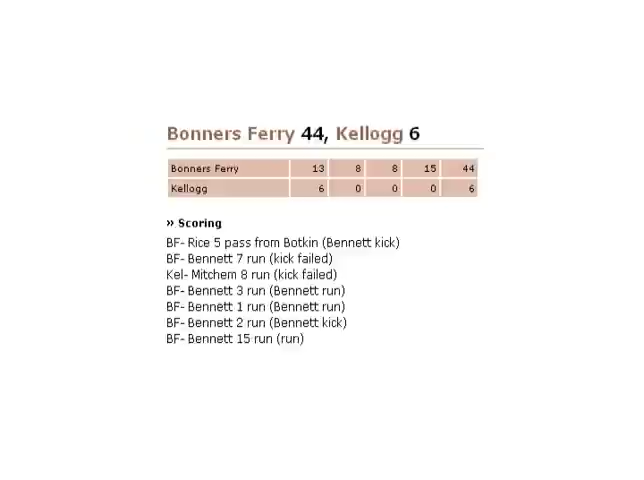 Bonners Ferry 44, Kellogg 6
Bonners Ferry 13 8 8 15 44
Kellogg 6 0 0 0 6
» Scoring
BF- Rice 5 pass from Botkin (Bennett kick)
BF- Bennett 7 run (kick failed)
Kel- Mitchem 8 run (kick failed)
BF- Bennett 3 run (Bennett run)
BF- Bennett 1 run (Bennett run)
BF- Bennett 2 run (Bennett kick)
BF- Bennett 15 run (run)